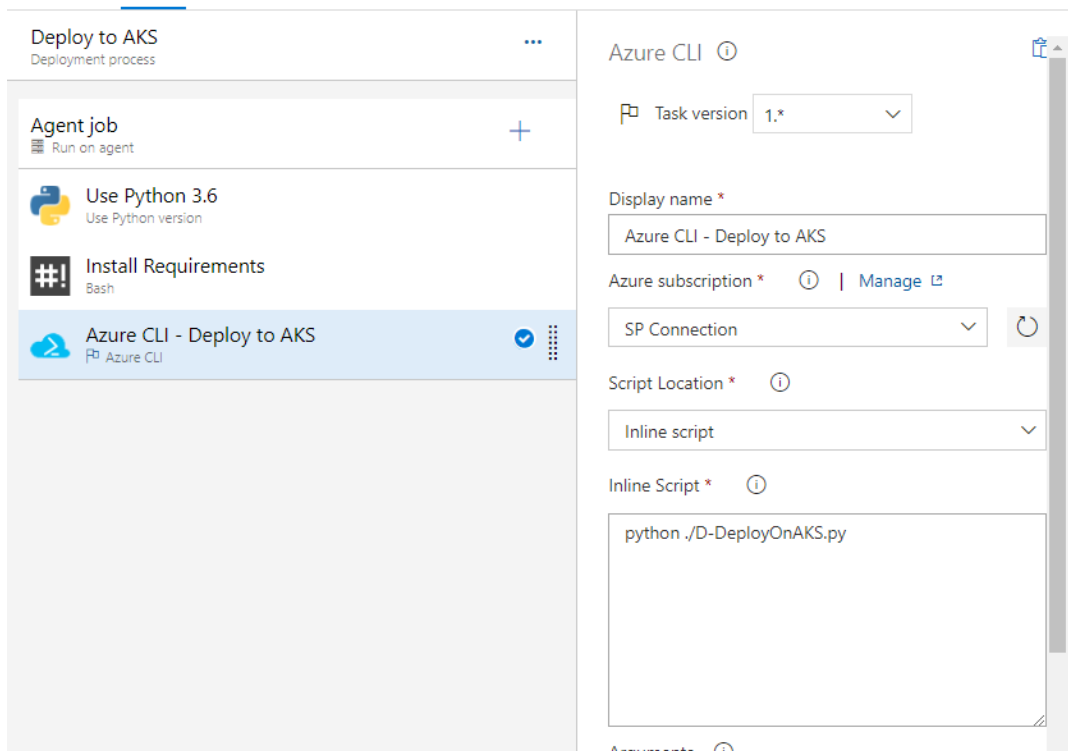 Deploy to AKS
Deployment process
Agent job
Run on agent
Use Python 3.6
Use Python version
#!
Install Requirements
Bash
Azure CLI - Deploy to AKS
Azure CLI
Azure CLI
Task version 1.*
Display name *
Azure CLI - Deploy to AKS
Azure subscription * | Manage
SP Connection
Script Location *
Inline script
Inline Script *
python ./D-DeployOnAKS.py
Arguments